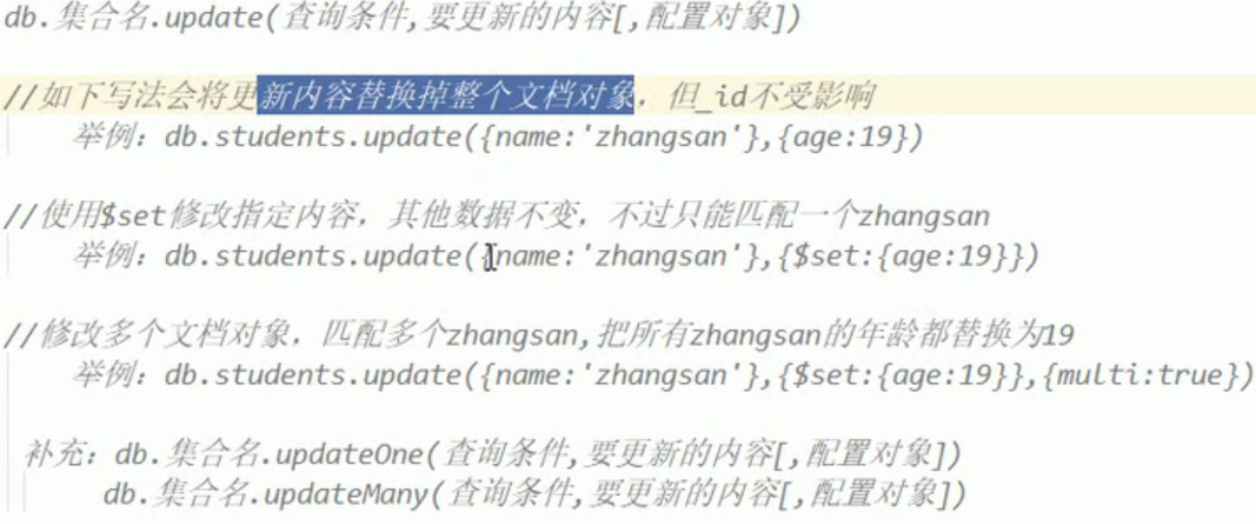 db.集合名.update(查询条件,要更新的内容[,配置对象])
//如下写法会将更新内容替换掉整个文档对象，但_id不受影响
举例：db.students.update({name:'zhangsan'},{age:19})
//使用$set修改指定内容，其他数据不变，不过只能匹配一个zhangsan
举例：db.students.update({name:'zhangsan'},{$set:{age:19}})
//修改多个文档对象，匹配多个zhangsan,把所有zhangsan的年龄都替换为19
举例：db.students.update({name:'zhangsan'},{$set:{age:19}},{multi:true})
补充：db.集合名.updateOne(查询条件,要更新的内容[,配置对象])
db.集合名.updateMany(查询条件,要更新的内容[,配置对象])